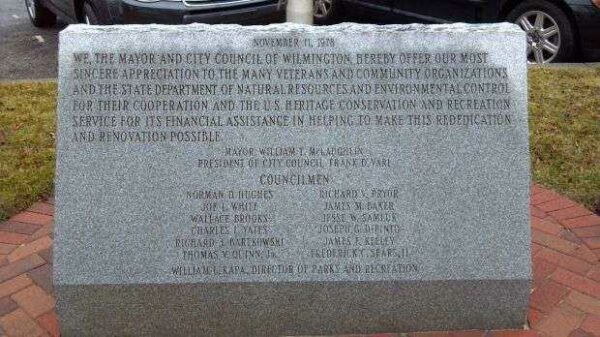 NOVEMBER 11, 1978
WE, THE MAYOR AND CITY COUNCIL OF WILMINGTON, HEREBY OFFER OUR MOST
SINCERE APPRECIATION TO THE MANY VETERANS AND COMMUNITY ORGANIZATIONS
AND THE STATE DEPARTMENT OF NATURAL RESOURCES AND ENVIRONMENTAL CONTROL
FOR THEIR COOPERATION AND THE U.S. HERITAGE CONSERVATION AND RECREATION
SERVICE FOR ITS FINANCIAL ASSISTANCE IN HELPING TO MAKE THIS REDEDICATION
AND RENOVATION POSSIBLE.
MAYOR, WILLIAM T. McLAUGHLIN
PRESIDENT OF CITY COUNCIL, FRANK D. VARI
COUNCILMEN
NORMAN D. HUGHES RICHARD V. PRYOR
JOE L. WHITE JAMES M. BAKER
WALLACE BROOKS JESSE W. SAMLUK
CHARLES L. YATES JOSEPH G. DiPINTO
RICHARD J. BARTKOWSKI JAMES F. KELLEY
THOMAS V. QUINN, JR. FREDERICK C. SPARKS, II
WILLIAM L. KAPA, DIRECTOR OF PARKS AND RECREATION